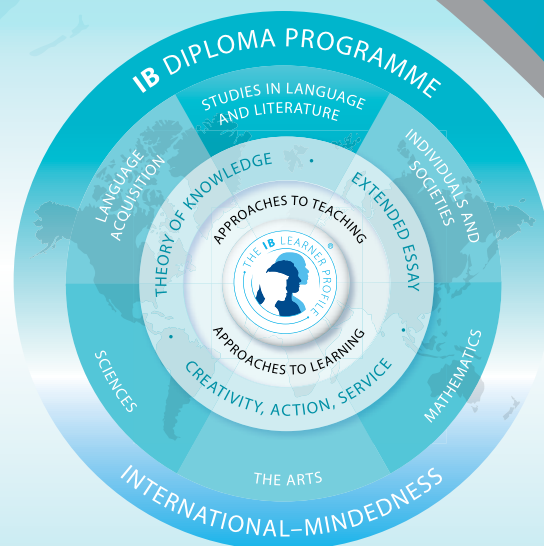 IB DIPLOMA PROGRAMME
STUDIES IN LANGUAGE
AND LITERATURE
LANGUAGE
ACQUISITION
INDIVIDUALS AND
SOCIETIES
THEORY OF KNOWLEDGE
EXTENDED ESSAY
APPROACHES TO TEACHING
• THE IB LEARNER PROFILE •
®
APPROACHES TO LEARNING
CREATIVITY, ACTION, SERVICE
SCIENCES
MATHEMATICS
THE ARTS
INTERNATIONAL–MINDEDNESS